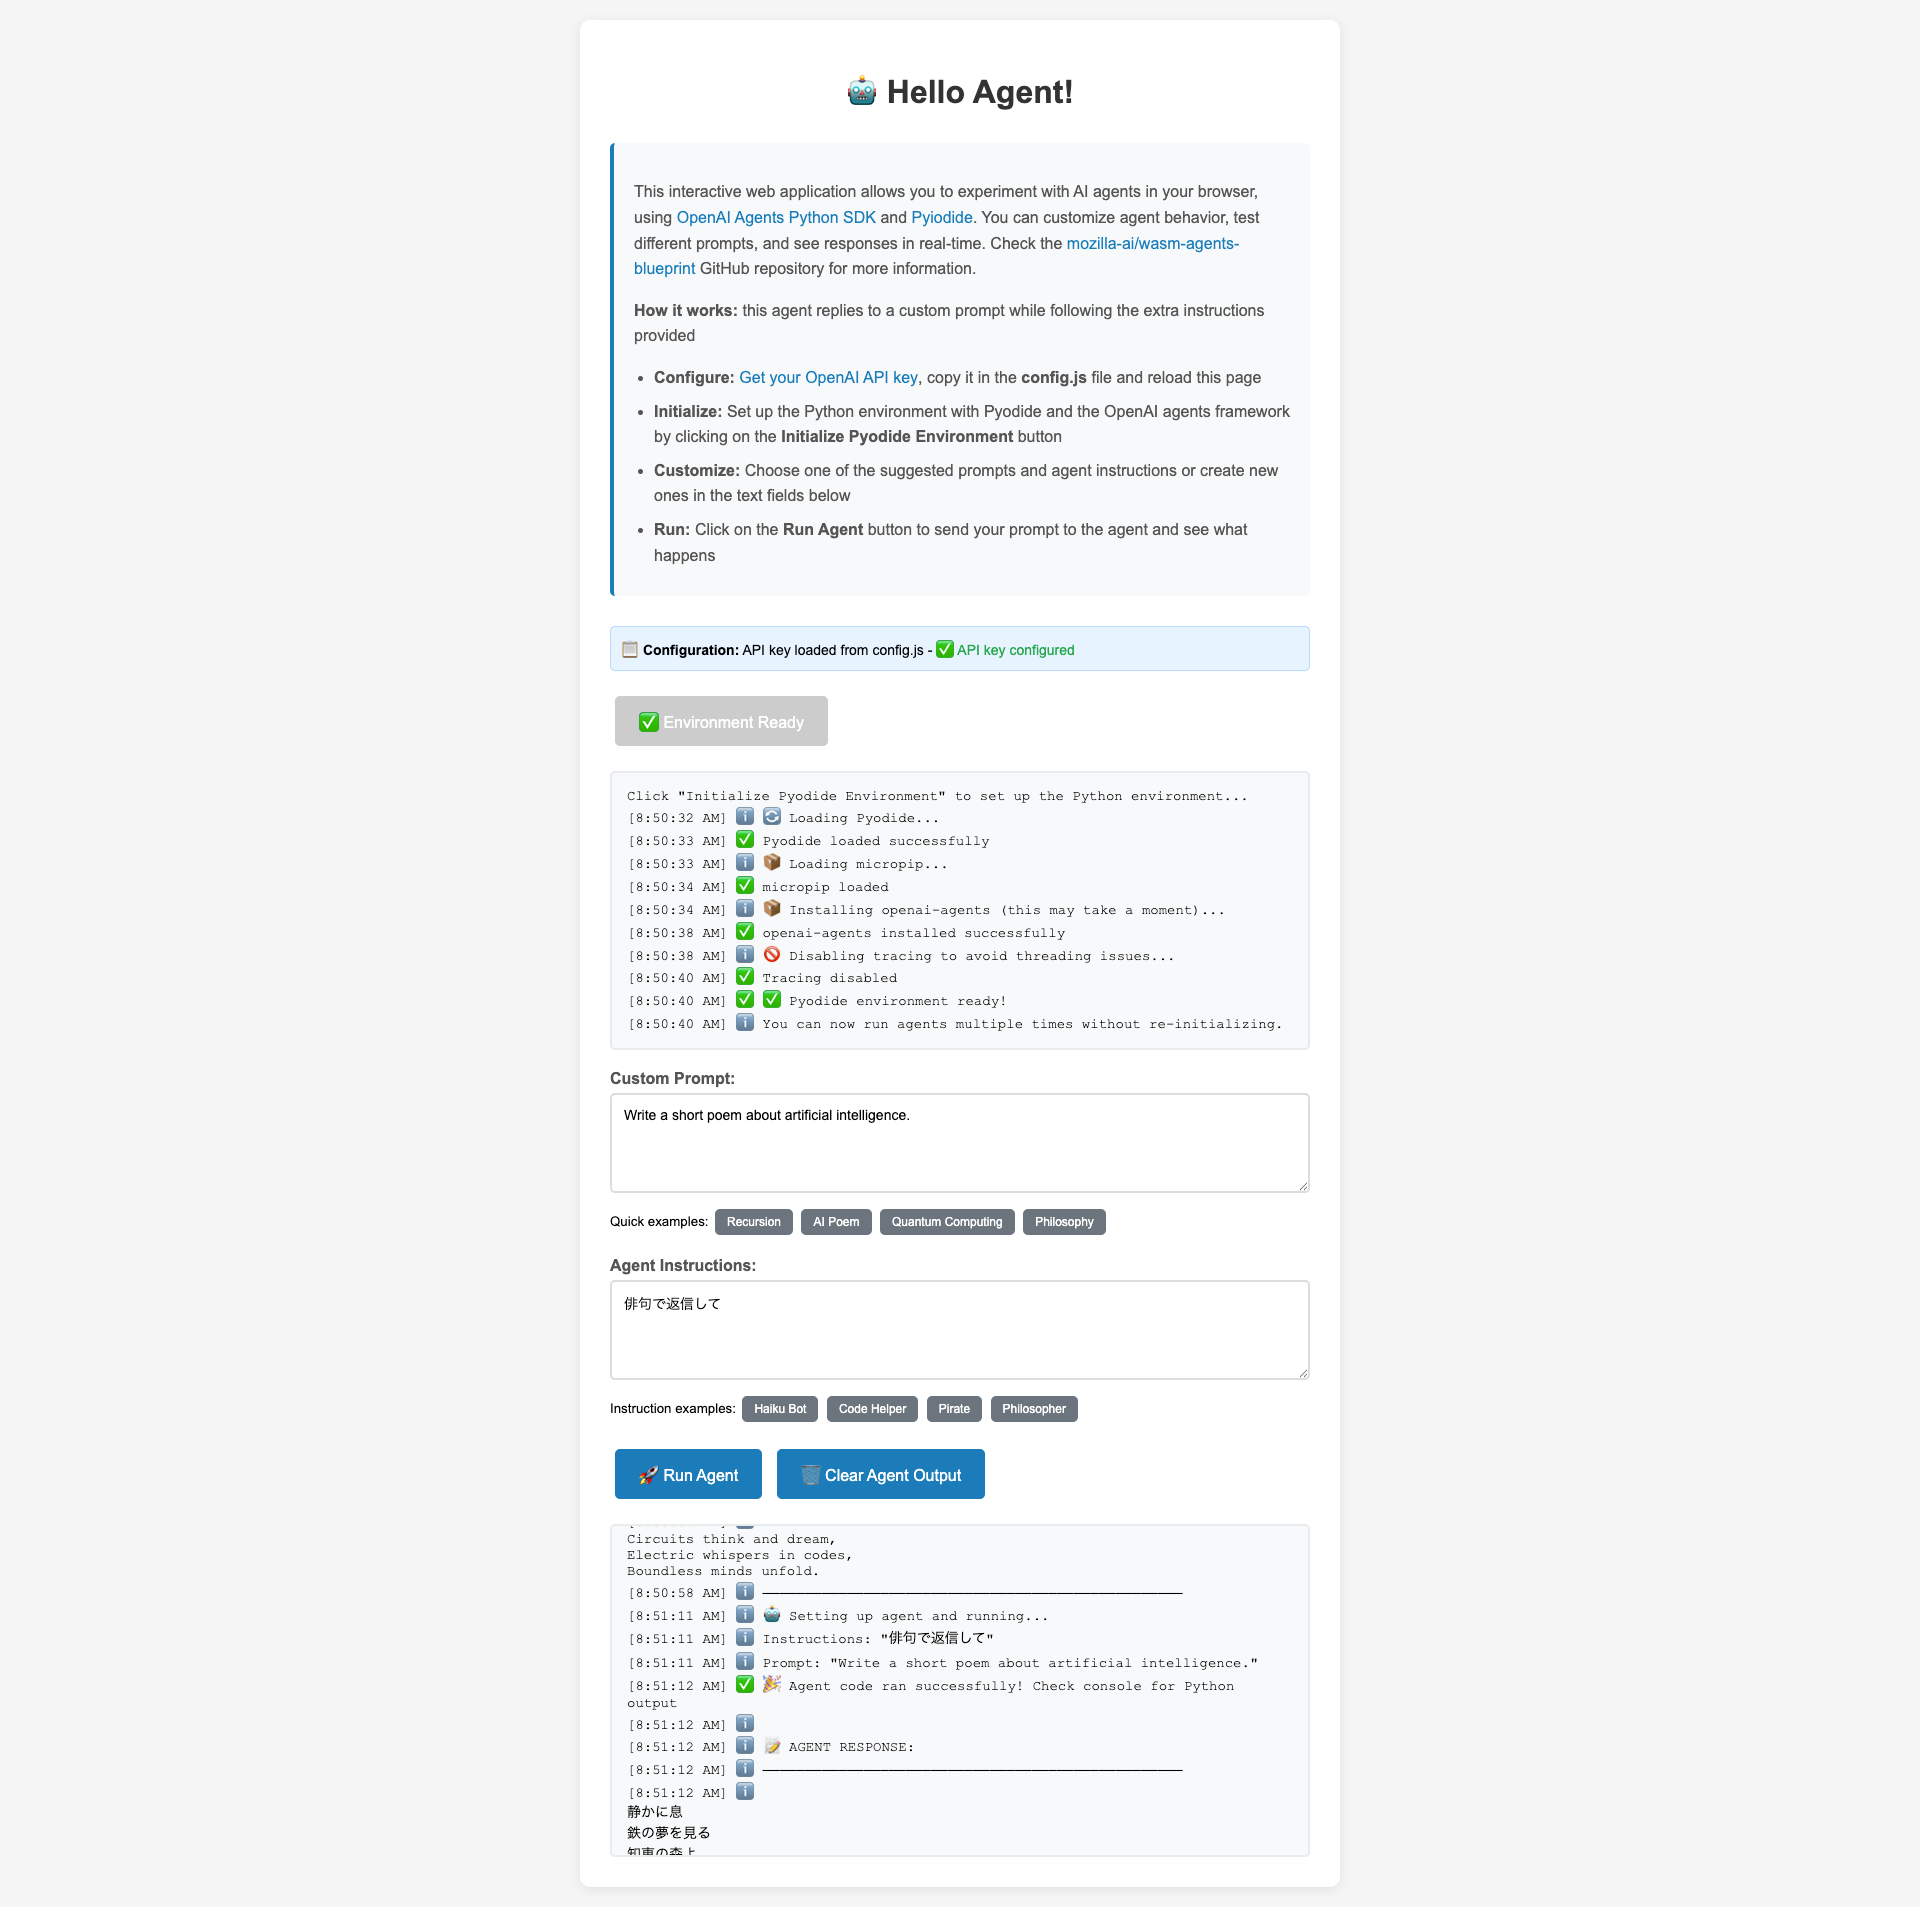 🤖 Hello Agent!
This interactive web application allows you to experiment with AI agents in your browser,
using OpenAI Agents Python SDK and Pyiodide. You can customize agent behavior, test
different prompts, and see responses in real-time. Check the mozilla-ai/wasm-agents-
blueprint GitHub repository for more information.
How it works: this agent replies to a custom prompt while following the extra instructions
provided
• Configure: Get your OpenAI API key, copy it in the config.js file and reload this page
• Initialize: Set up the Python environment with Pyodide and the OpenAI agents framework
by clicking on the Initialize Pyodide Environment button
• Customize: Choose one of the suggested prompts and agent instructions or create new
ones in the text fields below
• Run: Click on the Run Agent button to send your prompt to the agent and see what
happens
📋 Configuration: API key loaded from config.js - ✅ API key configured
✅ Environment Ready
Click "Initialize Pyodide Environment" to set up the Python environment...
[8:50:32 AM] ℹ️ 🔄 Loading Pyodide...
[8:50:33 AM] ✅ Pyodide loaded successfully
[8:50:33 AM] ℹ️ 📦 Loading micropip...
[8:50:34 AM] ✅ micropip loaded
[8:50:34 AM] ℹ️ 📦 Installing openai-agents (this may take a moment)...
[8:50:38 AM] ✅ openai-agents installed successfully
[8:50:38 AM] ℹ️ 🚫 Disabling tracing to avoid threading issues...
[8:50:40 AM] ✅ Tracing disabled
[8:50:40 AM] ✅ ✅ Pyodide environment ready!
[8:50:40 AM] ℹ️ You can now run agents multiple times without re-initializing.
Custom Prompt:
Write a short poem about artificial intelligence.
Quick examples: Recursion AI Poem Quantum Computing Philosophy
Agent Instructions:
俳句で返信して
Instruction examples: Haiku Bot Code Helper Pirate Philosopher
🚀 Run Agent 🗑️ Clear Agent Output
Circuits think and dream,
Electric whispers in codes,
Boundless minds unfold.
[8:50:58 AM] ℹ️ ──────────────────────────────────────────────────
[8:51:11 AM] ℹ️ 🤖 Setting up agent and running...
[8:51:11 AM] ℹ️ Instructions: "俳句で返信して"
[8:51:11 AM] ℹ️ Prompt: "Write a short poem about artificial intelligence."
[8:51:12 AM] ✅ 🎉 Agent code ran successfully! Check console for Python
output
[8:51:12 AM] ℹ️
[8:51:12 AM] ℹ️ 📝 AGENT RESPONSE:
[8:51:12 AM] ℹ️ ──────────────────────────────────────────────────
[8:51:12 AM] ℹ️
静かに息
鉄の夢を見る
知恵の森よ